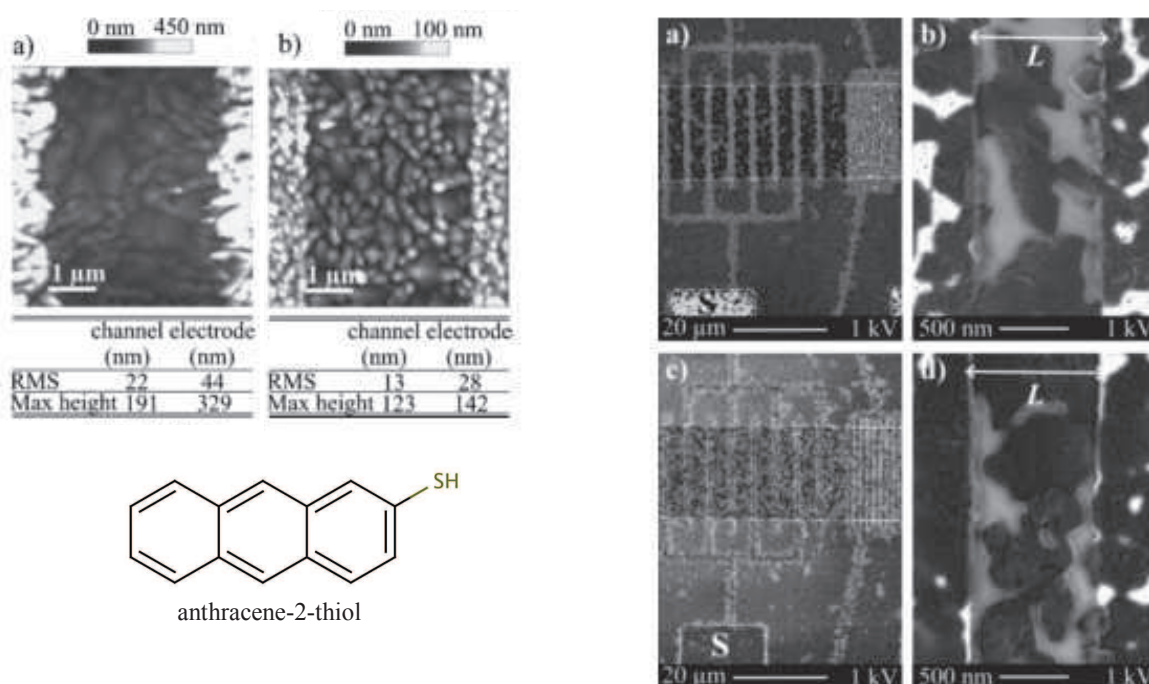 0 nm 450 nm
a)
1 μm
channel electrode
(nm) (nm)
RMS 22 44
Max height 191 329
0 nm 100 nm
b)
1 μm
channel electrode
(nm) (nm)
RMS 13 28
Max height 123 142
SH
anthracene-2-thiol
a)
S
20 μm 1 kV
b)
L
500 nm 1 kV
c)
S
20 μm 1 kV
d)
L
500 nm 1 kV